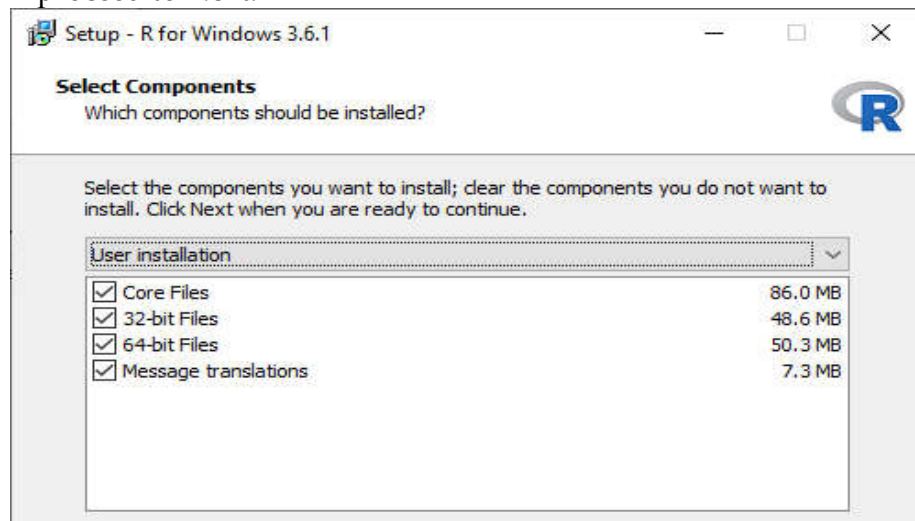 Setup - R for Windows 3.6.1
Select Components
Which components should be installed?
R
Select the components you want to install; clear the components you do not want to
install. Click Next when you are ready to continue.
User installation
Core Files 86.0 MB
32-bit Files 48.6 MB
64-bit Files 50.3 MB
Message translations 7.3 MB